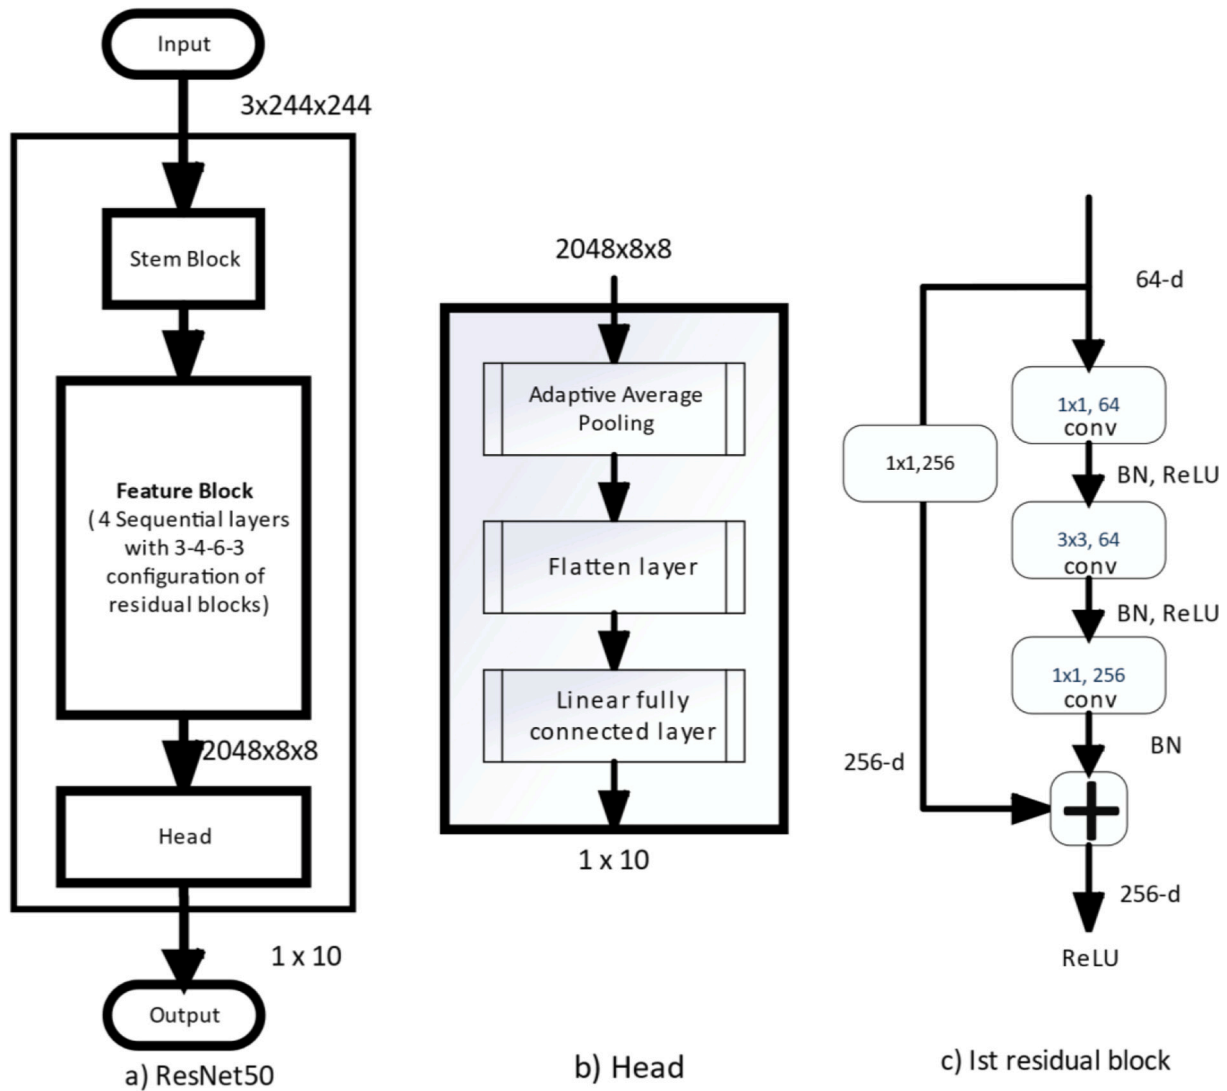 Input
3x244x244
Stem Block
Feature Block
( 4 Sequential layers
with 3-4-6-3
configuration of
residual blocks)
2048x8x8
Head
1 x 10
Output
a) ResNet50
2048x8x8
Adaptive Average
Pooling
Flatten layer
Linear fully
connected layer
1 x 10
b) Head
64-d
1x1, 64
conv
1x1,256
BN, ReLU
3x3, 64
conv
BN, ReLU
1x1, 256
conv
BN
256-d
256-d
ReLU
c) Ist residual block